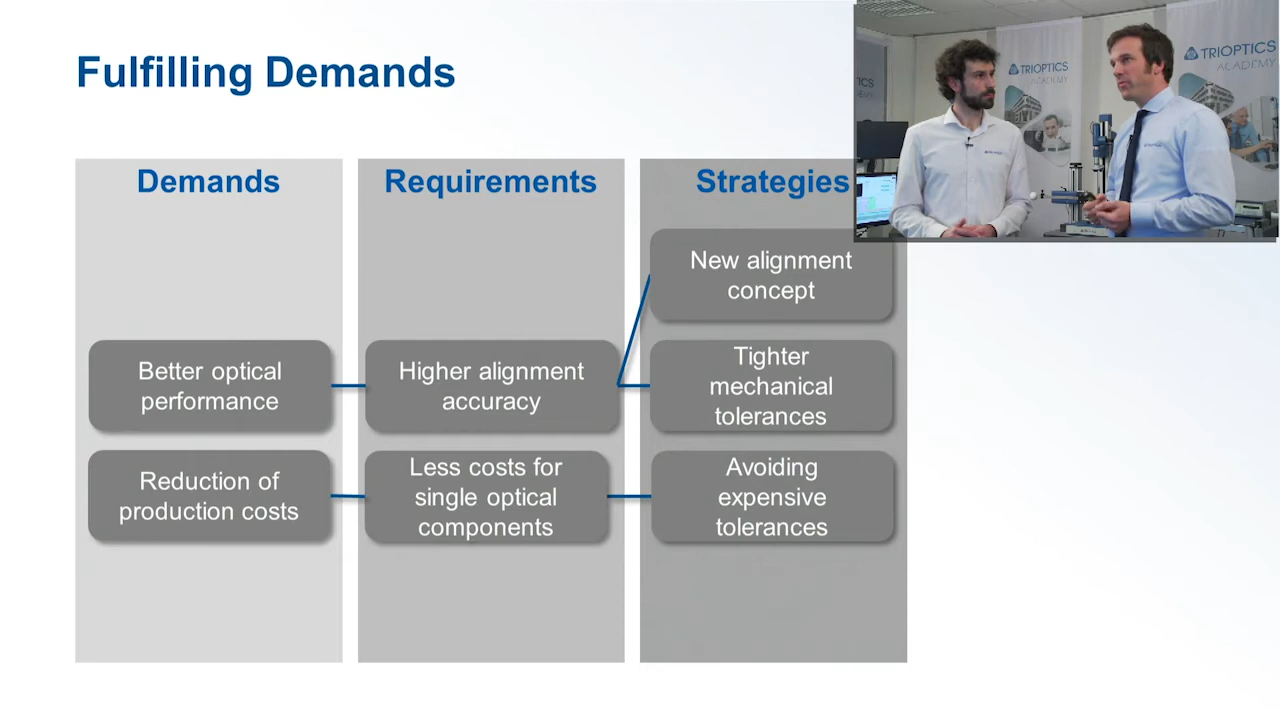 Fulfilling Demands
Demands
Requirements
Strategies
New alignment
concept
Better optical
performance
Higher alignment
accuracy
Tighter
mechanical
tolerances
Reduction of
production costs
Less costs for
single optical
components
Avoiding
expensive
tolerances
TRIOPTICS
ACADEMY
TRIOPTICS
ACADEMY